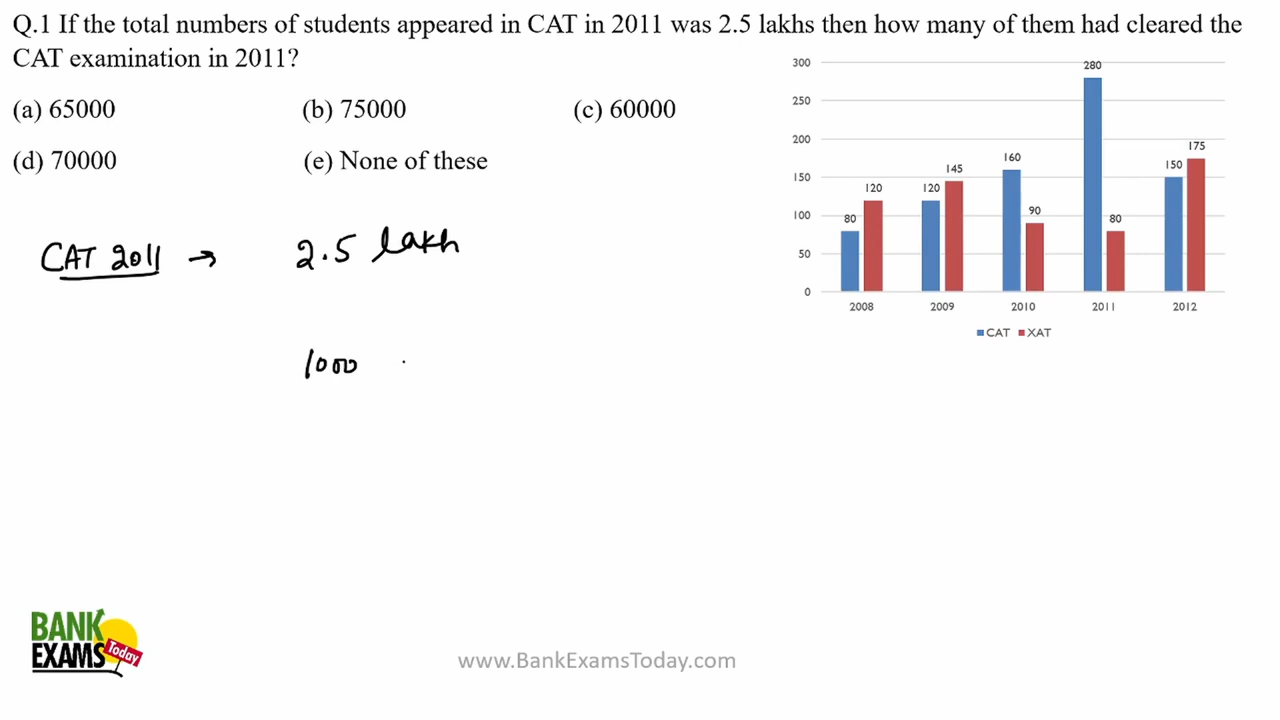 Q.1 If the total numbers of students appeared in CAT in 2011 was 2.5 lakhs then how many of them had cleared the
CAT examination in 2011?
(a) 65000 (b) 75000 (c) 60000
(d) 70000 (e) None of these
CAT 2011 → 2.5 lakh
1000
300
250
200
150
100
50
0
80 120 120 145 160 90 280 80 150 175
2008 2009 2010 2011 2012
CAT XAT
BANK
EXAMS Today
www.BankExamsToday.com